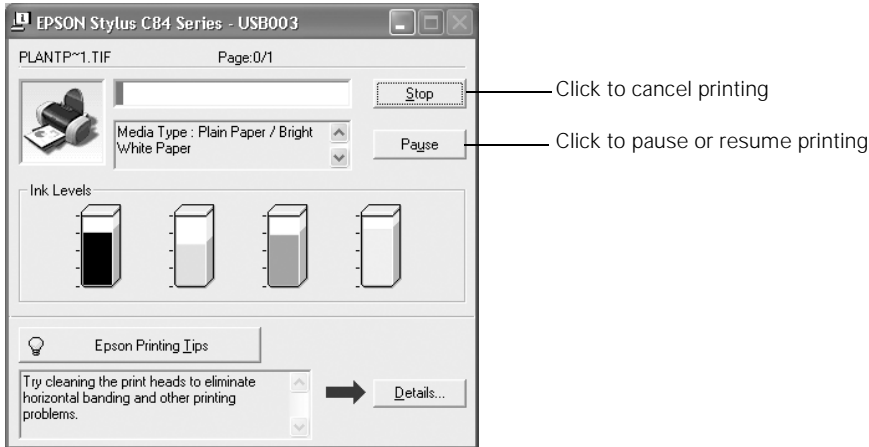 EPSON Stylus C84 Series - USB003
PLANTP~1.TIF Page:0/1
Stop
Click to cancel printing
Media Type : Plain Paper / Bright
White Paper
Pause
Click to pause or resume printing
Ink Levels
Epson Printing Tips
Try cleaning the print heads to eliminate
horizontal banding and other printing
problems.
Details...